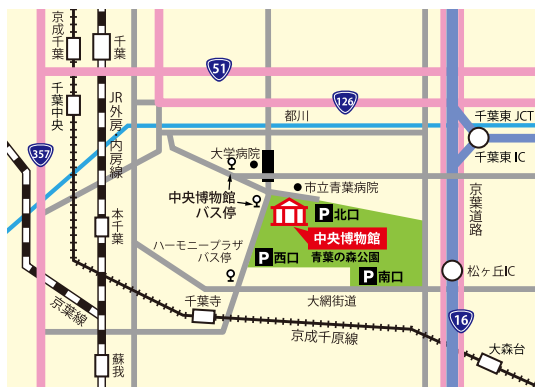 京成千葉
千葉
51
126
千葉中央
JR外房・内房線
都川
千葉東JCT
千葉東IC
357
大学病院
中央博物館
バス停
市立青葉病院
京葉道路
P北口
中央博物館
本千葉
ハーモニープラザ
バス停
P西口
青葉の森公園
P南口
松ヶ丘IC
京葉線
千葉寺
大網街道
京成千原線
16
大森台
蘇我